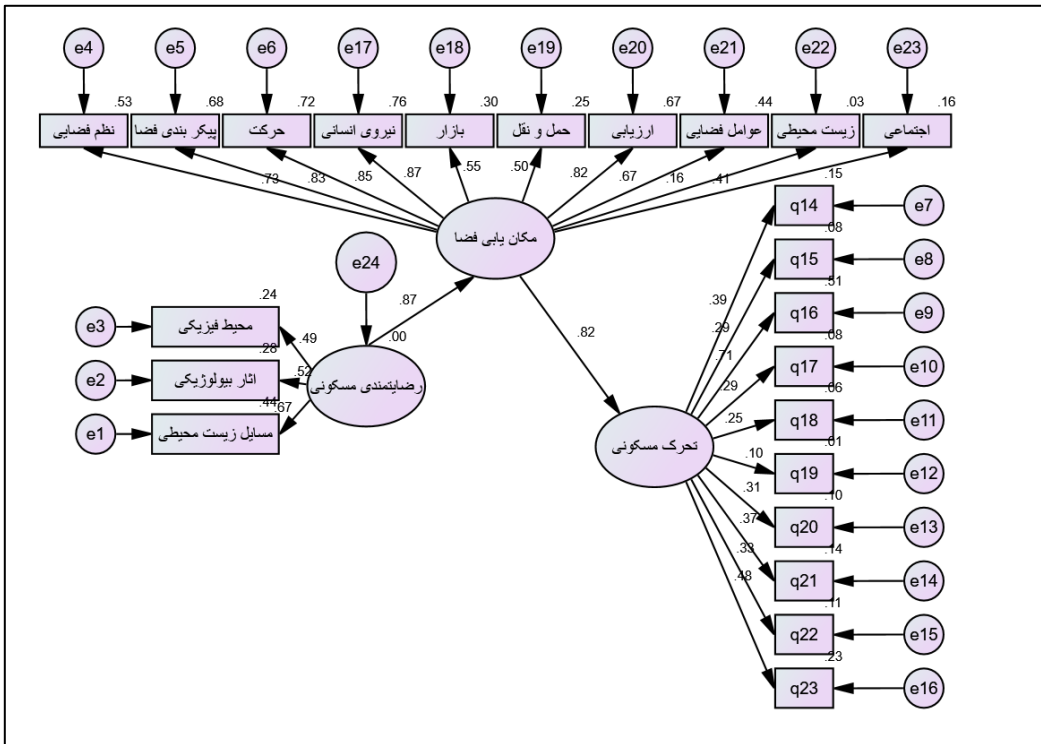 e4 e5 e6 e17 e18 e19 e20 e21 e22 e23
.53 .68 .72 .76 .30 .25 .67 .44 .03 .16
نظم فضایی
پیکر بندی فضا
حرکت
نیروی انسانی
بازار
حمل و نقل
ارزیابی
عوامل فضایی
زیست محیطی
اجتماعی
.73 .83 .85 .87 .55 .50 .82 .67 .16 .41
مکان یابی فضا
e24
.87
.00
.82
.24
e3 محیط فیزیکی .49
.28
e2 اثار بیولوژیکی .52
.44
e1 مسایل زیست محیطی .67
رضایتمندی مسکونی
تحرک مسکونی
.15
.39 q14 e7
.08
.29 q15 e8
.51
.71 q16 e9
.08
.29 q17 e10
.06
.25 q18 e11
.01
.10 q19 e12
.10
.31 q20 e13
.14
.37 q21 e14
.11
.33 q22 e15
.23
.48 q23 e16